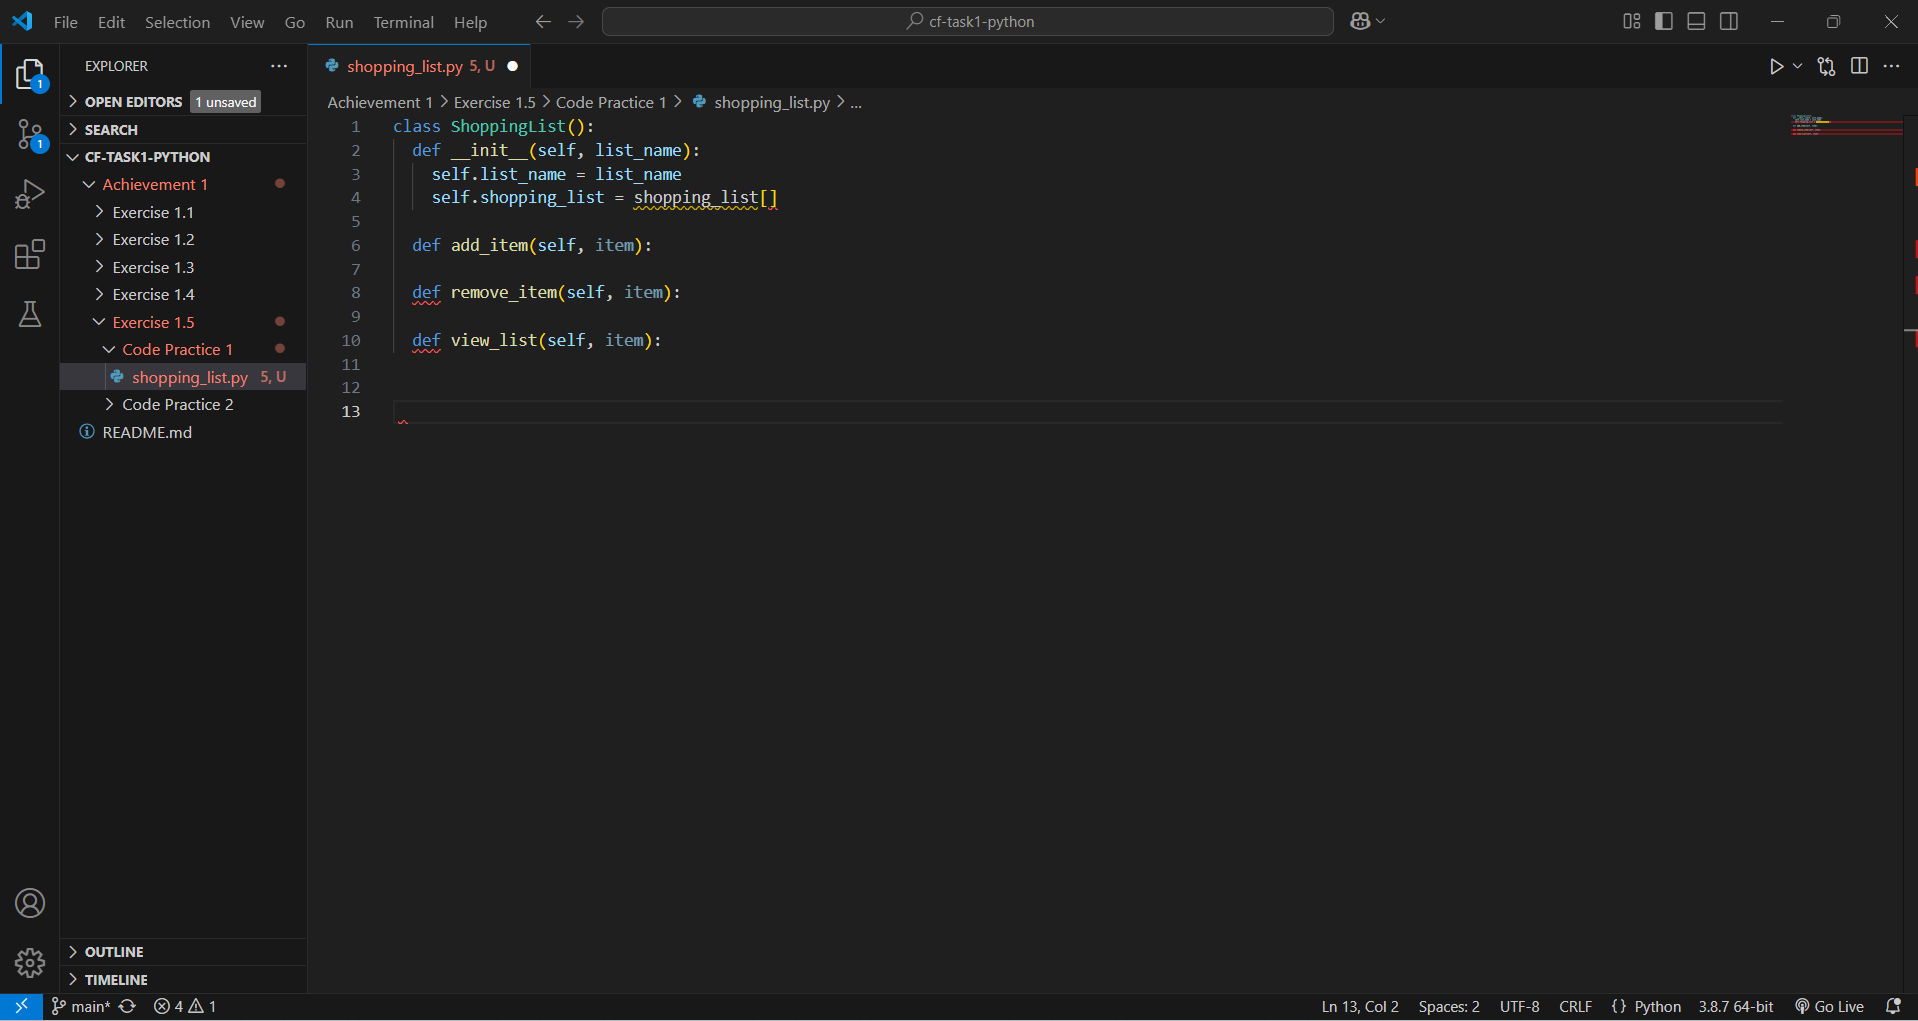 File Edit Selection View Go Run Terminal Help cf-task1-python
EXPLORER
OPEN EDITORS 1 unsaved
SEARCH
CF-TASK1-PYTHON
Achievement 1
Exercise 1.1
Exercise 1.2
Exercise 1.3
Exercise 1.4
Exercise 1.5
Code Practice 1
shopping_list.py 5, U
Code Practice 2
README.md
OUTLINE
TIMELINE
1
1
shopping_list.py 5, U
Achievement 1 > Exercise 1.5 > Code Practice 1 > shopping_list.py > ...
1 class ShoppingList():
2 def __init__(self, list_name):
3 self.list_name = list_name
4 self.shopping_list = shopping_list[]
5
6 def add_item(self, item):
7
8 def remove_item(self, item):
9
10 def view_list(self, item):
11
12
13
main* 4 1 Ln 13, Col 2 Spaces: 2 UTF-8 CRLF {} Python 3.8.7 64-bit Go Live